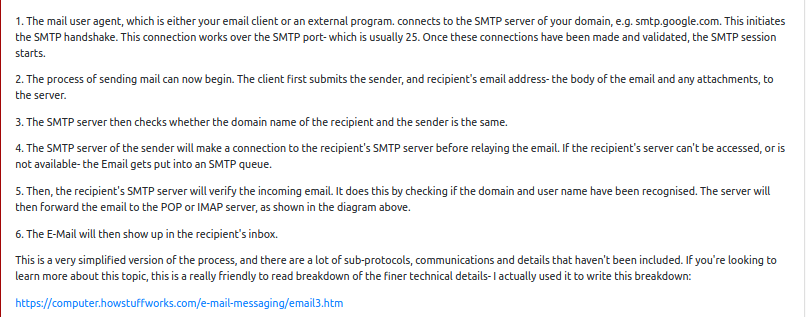 1. The mail user agent, which is either your email client or an external program. connects to the SMTP server of your domain, e.g. smtp.google.com. This initiates
the SMTP handshake. This connection works over the SMTP port- which is usually 25. Once these connections have been made and validated, the SMTP session
starts.
2. The process of sending mail can now begin. The client first submits the sender, and recipient's email address- the body of the email and any attachments, to
the server.
3. The SMTP server then checks whether the domain name of the recipient and the sender is the same.
4. The SMTP server of the sender will make a connection to the recipient's SMTP server before relaying the email. If the recipient's server can't be accessed, or is
not available- the Email gets put into an SMTP queue.
5. Then, the recipient's SMTP server will verify the incoming email. It does this by checking if the domain and user name have been recognised. The server will
then forward the email to the POP or IMAP server, as shown in the diagram above.
6. The E-Mail will then show up in the recipient's inbox.
This is a very simplified version of the process, and there are a lot of sub-protocols, communications and details that haven't been included. If you're looking to
learn more about this topic, this is a really friendly to read breakdown of the finer technical details- I actually used it to write this breakdown:
https://computer.howstuffworks.com/e-mail-messaging/email3.htm